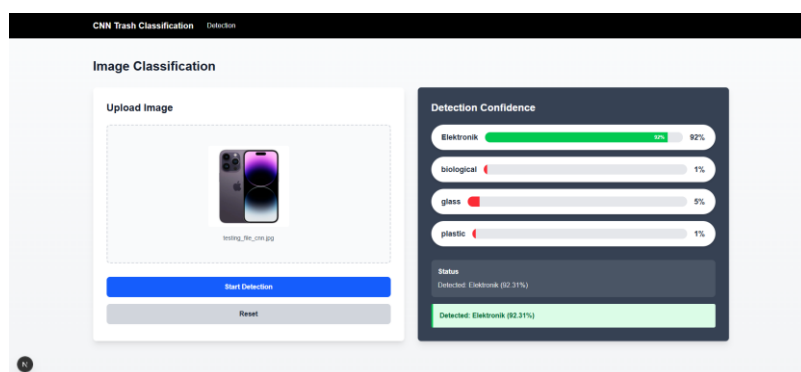 CNN Trash Classification Detection
Image Classification
Upload Image
testing_file_cnn.jpg
Start Detection
Reset
Detection Confidence
Elektronik 92% 92%
biological 1%
glass 5%
plastic 1%
Status
Detected: Elektronik (92.31%)
Detected: Elektronik (92.31%)
N